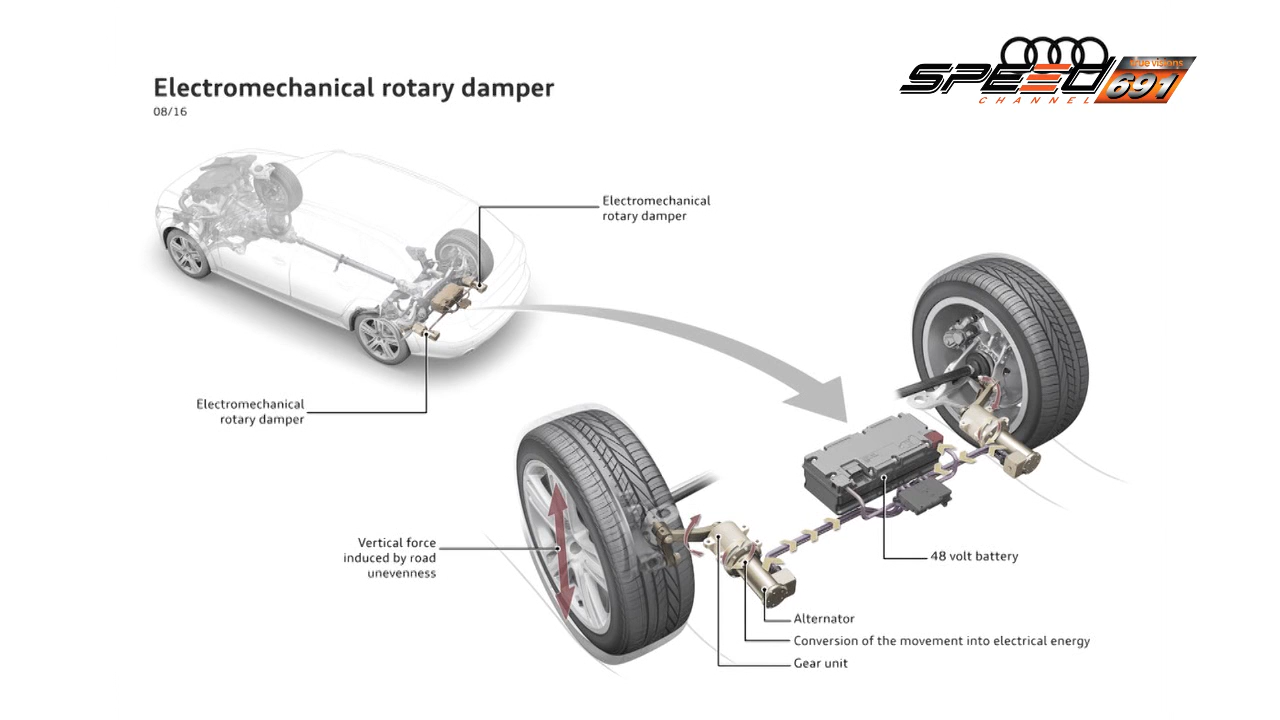 Electromechanical rotary damper
08/16
SPEED
CHANNEL
true visions
691
Electromechanical
rotary damper
Electromechanical
rotary damper
Vertical force
induced by road
unevenness
48 volt battery
Alternator
Conversion of the movement into electrical energy
Gear unit